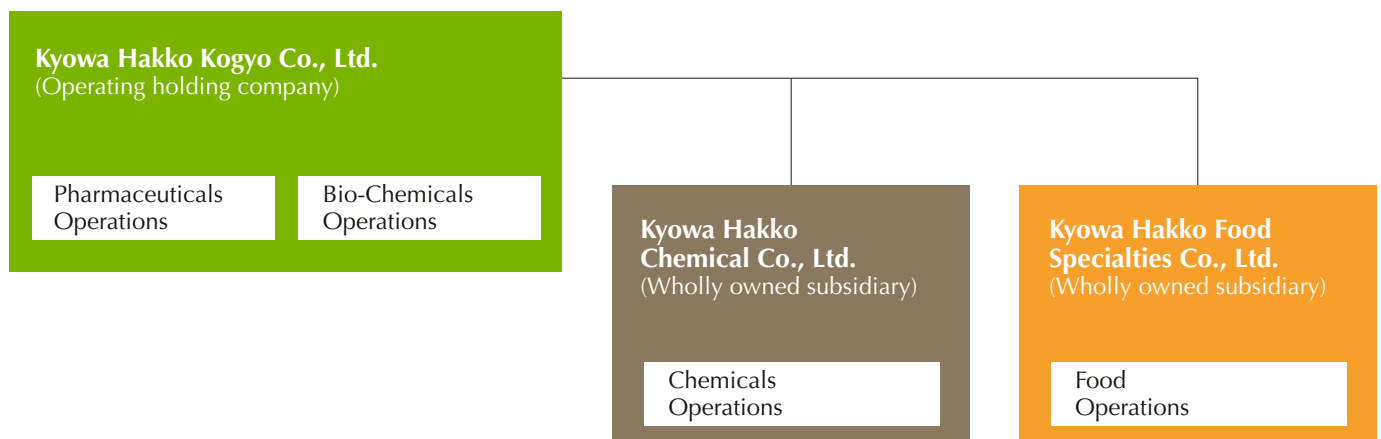 Kyowa Hakko Kogyo Co., Ltd.
(Operating holding company)
Pharmaceuticals
Operations
Bio-Chemicals
Operations
Kyowa Hakko
Chemical Co., Ltd.
(Wholly owned subsidiary)
Chemicals
Operations
Kyowa Hakko Food
Specialties Co., Ltd.
(Wholly owned subsidiary)
Food
Operations